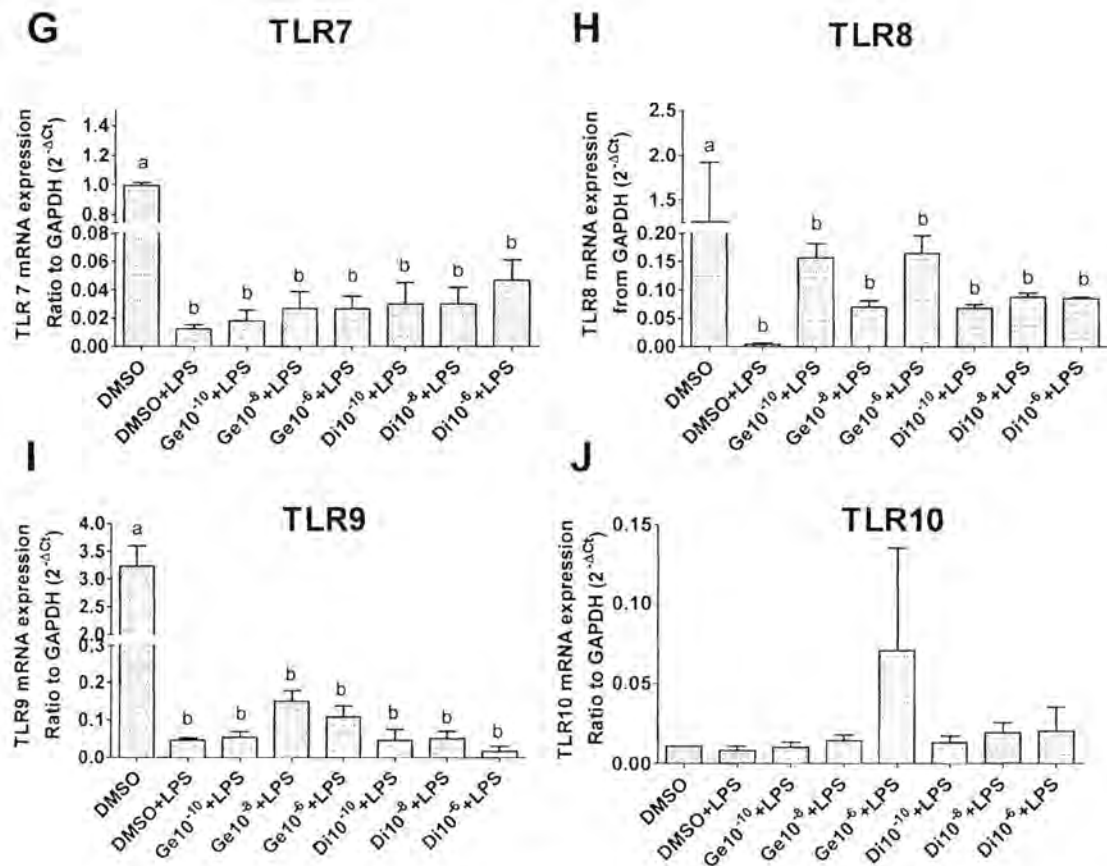 G
TLR7
TLR 7 mRNA expression
Ratio to GAPDH (2^-ΔCt)
1.4
1.2
1.0
0.8
0.06
0.04
0.02
0.00
a
b
b
b
b
b
b
b
DMSO
DMSO+LPS
Ge10^-10+LPS
Ge10^-8+LPS
Ge10^-6+LPS
Di10^-10+LPS
Di10^-8+LPS
Di10^-6+LPS
H
TLR8
TLR8 mRNA expression
from GAPDH (2^-ΔCt)
2.5
2.0
1.5
0.20
0.15
0.10
0.05
0.00
a
b
b
b
b
b
b
b
DMSO
DMSO+LPS
Ge10^-10+LPS
Ge10^-8+LPS
Ge10^-6+LPS
Di10^-10+LPS
Di10^-8+LPS
Di10^-6+LPS
I
TLR9
TLR9 mRNA expression
Ratio to GAPDH (2^-ΔCt)
4.0
3.5
3.0
2.5
2.0
0.3
0.2
0.1
0.0
a
b
b
b
b
b
b
b
DMSO
DMSO+LPS
Ge10^-10+LPS
Ge10^-8+LPS
Ge10^-6+LPS
Di10^-10+LPS
Di10^-8+LPS
Di10^-6+LPS
J
TLR10
TLR10 mRNA expression
Ratio to GAPDH (2^-ΔCt)
0.15
0.10
0.05
0.00
DMSO
DMSO+LPS
Ge10^-10+LPS
Ge10^-8+LPS
Ge10^-6+LPS
Di10^-10+LPS
Di10^-8+LPS
Di10^-6+LPS